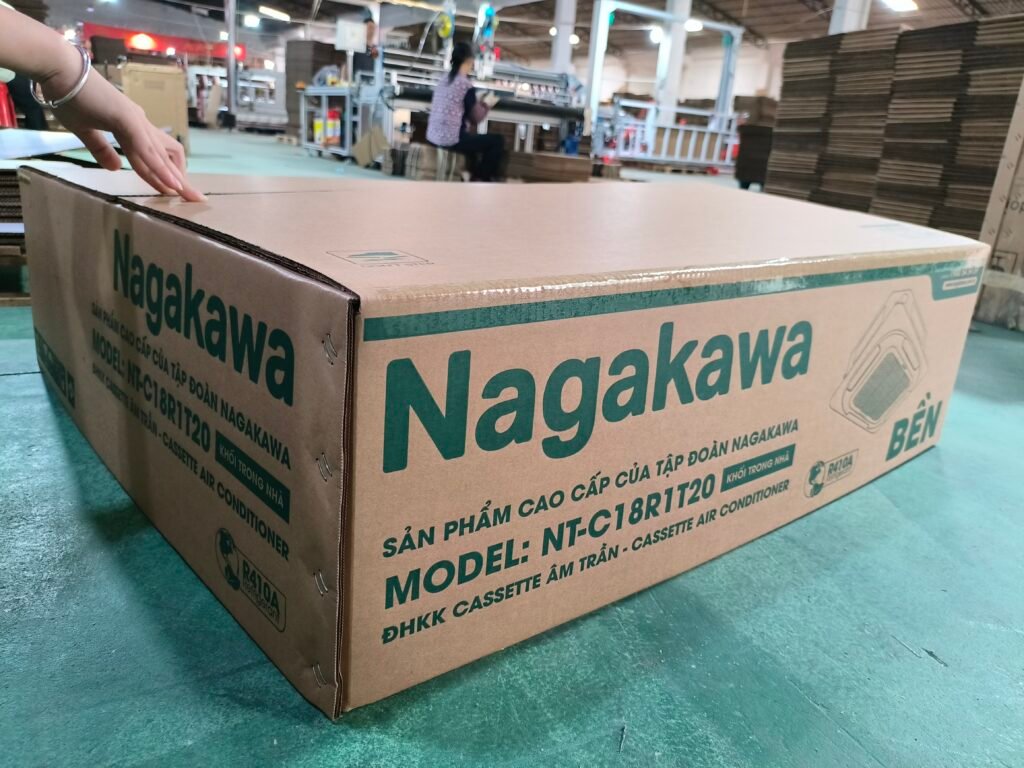 Nagakawa
SẢN PHẨM CAO CẤP CỦA TẬP ĐOÀN NAGAKAWA
MODEL: NT-C18R1T20 KHỐI TRONG NHÀ
ĐHKK CASSETTE ÂM TRẦN - CASSETTE AIR CONDITIONER
R410A
Nagakawa
SẢN PHẨM CAO CẤP CỦA TẬP ĐOÀN NAGAKAWA
MODEL: NT-C18R1T20 KHỐI TRONG NHÀ
ĐHKK CASSETTE ÂM TRẦN - CASSETTE AIR CONDITIONER
R410A
BỀN